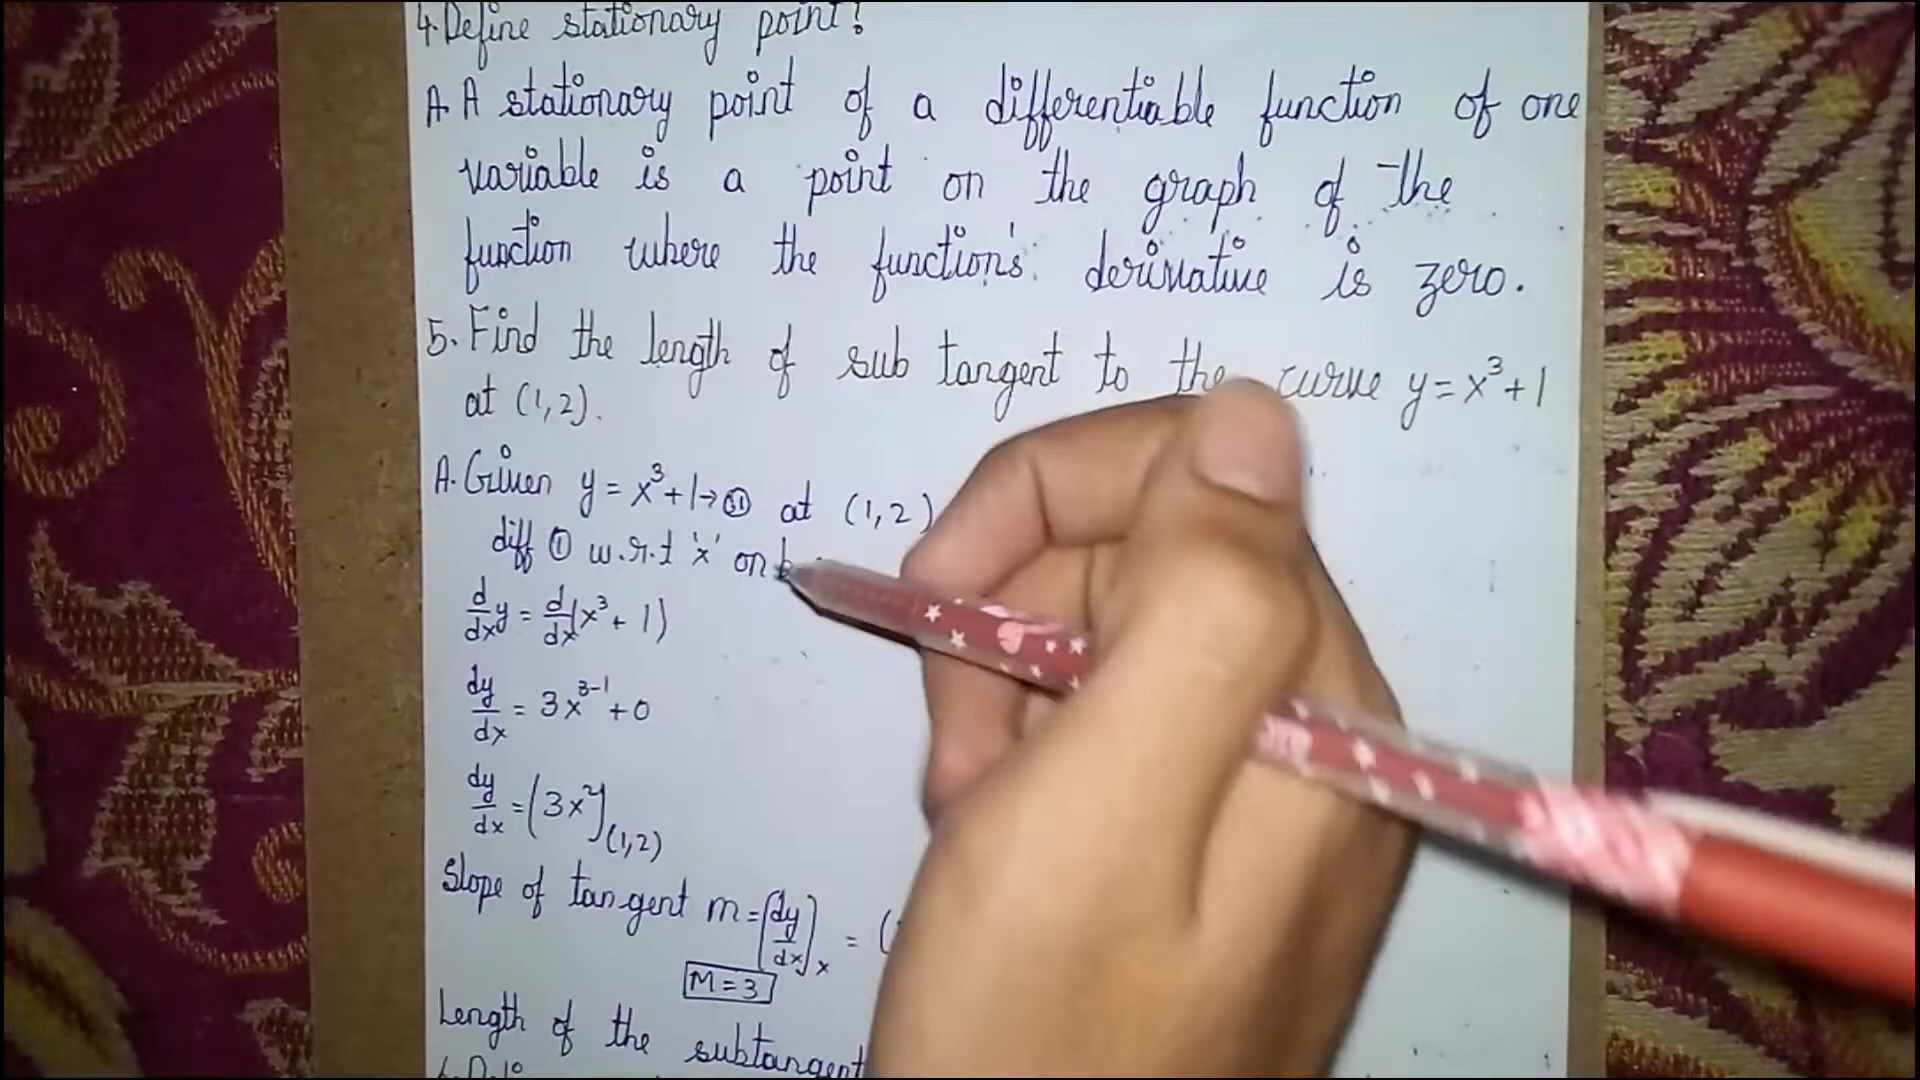 4. Define stationary point?
A. A stationary point of a differentiable function of one
variable is a point on the graph of the
function where the function's derivative is zero.
5. Find the length of sub tangent to the curve y = x³ + 1
at (1, 2).
A. Given y = x³ + 1 → ① at (1, 2)
diff ① w.r.t 'x' on
d/dx y = d/dx (x³ + 1)
dy/dx = 3x³⁻¹ + 0
dy/dx = (3x²)(1,2)
Slope of tangent m = (dy/dx)x = (
M = 3
Length of the subtangent